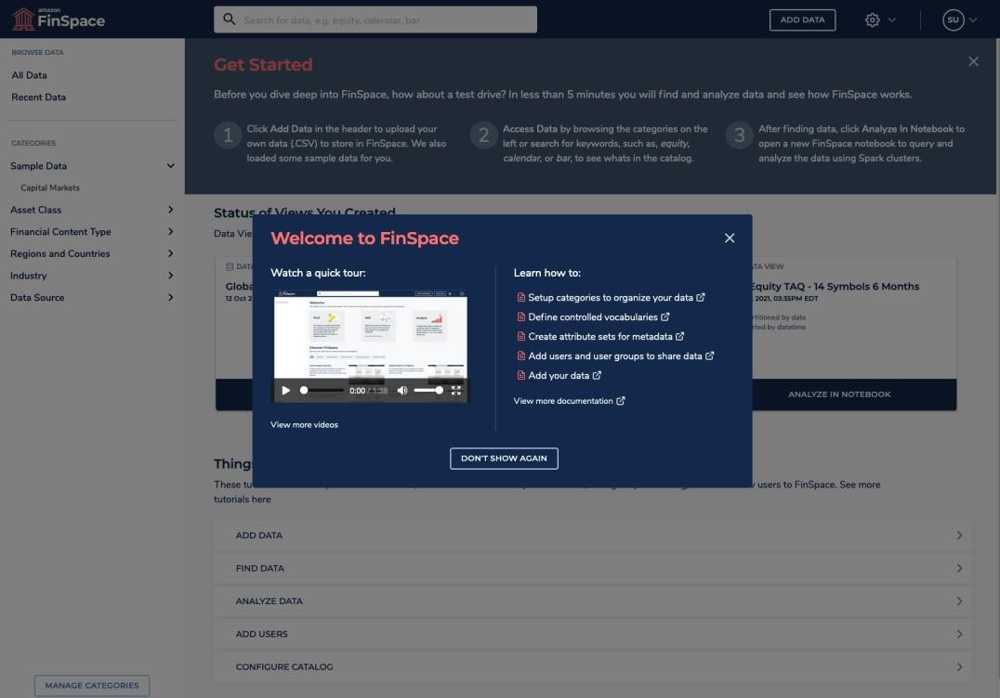 amazon
FinSpace
Search for data, e.g. equity, calendar, bar
ADD DATA
SU
BROWSE DATA
All Data
Recent Data
CATEGORIES
Sample Data
Capital Markets
Asset Class
Financial Content Type
Regions and Countries
Industry
Data Source
MANAGE CATEGORIES
Get Started
Before you dive deep into FinSpace, how about a test drive? In less than 5 minutes you will find and analyze data and see how FinSpace works.
1
Click Add Data in the header to upload your
own data (.CSV) to store in FinSpace. We also
loaded some sample data for you.
2
Access Data by browsing the categories on the
left or search for keywords, such as, equity,
calendar, or bar, to see whats in the catalog.
3
After finding data, click Analyze In Notebook to
open a new FinSpace notebook to query and
analyze the data using Spark clusters.
Status of Views You Created
Data Vie
DATA
Globa
12 Oct 2
ATA VIEW
Equity TAQ - 14 Symbols 6 Months
2021, 03:35PM EDT
rtitioned by date
rted by datetime
ANALYZE IN NOTEBOOK
Welcome to FinSpace
Watch a quick tour:
Welcome
Find
Add
Analyze
Discover FinSpace
0:00 / 1:38
View more videos
Learn how to:
Setup categories to organize your data
Define controlled vocabularies
Create attribute sets for metadata
Add users and user groups to share data
Add your data
View more documentation
DON'T SHOW AGAIN
Things
These tu
users to FinSpace. See more
tutorials here
ADD DATA
FIND DATA
ANALYZE DATA
ADD USERS
CONFIGURE CATALOG